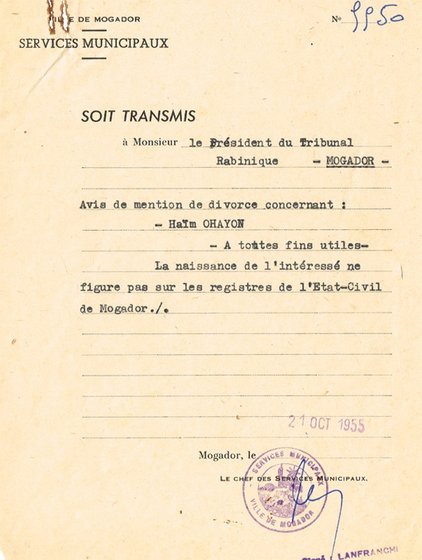 VILLE DE MOGADOR
N° 9950
SERVICES MUNICIPAUX
SOIT TRANSMIS
à Monsieur le Président du Tribunal
Rabinique - MOGADOR -
Avis de mention de divorce concernant :
- Haïm OHAYON
- A toutes fins utiles-
La naissance de l'intéressé ne
figure pas sur les registres de l'Etat-Civil
de Mogador./.
21 OCT 1955
Mogador, le
LE CHEF DES SERVICES MUNICIPAUX.
SERVICES MUNICIPAUX
VILLE DE MOGADOR
Signé : LANFRANCHI